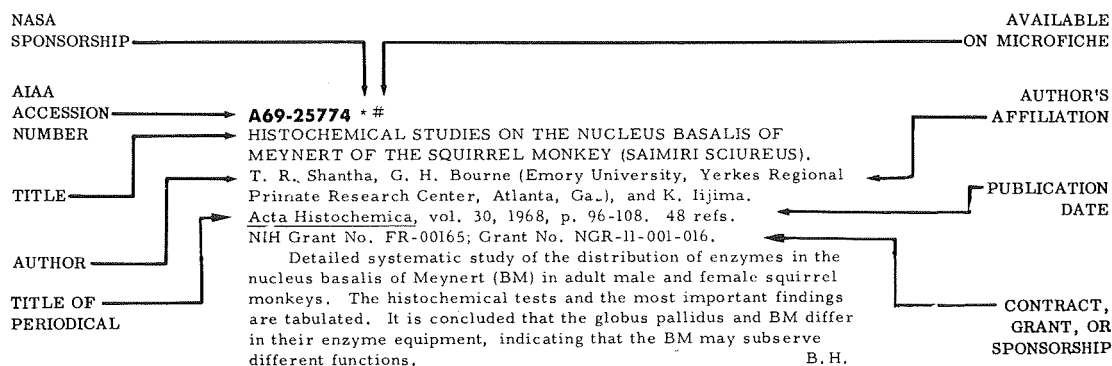 NASA
SPONSORSHIP
AVAILABLE
ON MICROFICHE
AIAA
ACCESSION
NUMBER
A69-25774 * #
AUTHOR'S
AFFILIATION
HISTOCHEMICAL STUDIES ON THE NUCLEUS BASALIS OF
MEYNERT OF THE SQUIRREL MONKEY (SAIMIRI SCIUREUS).
TITLE
T. R. Shantha, G. H. Bourne (Emory University, Yerkes Regional
Primate Research Center, Atlanta, Ga.), and K. Iijima.
PUBLICATION
DATE
Acta Histochemica, vol. 30, 1968, p. 96-108. 48 refs.
NIH Grant No. FR-00165; Grant No. NGR-11-001-016.
AUTHOR
Detailed systematic study of the distribution of enzymes in the
nucleus basalis of Meynert (BM) in adult male and female squirrel
monkeys. The histochemical tests and the most important findings
are tabulated. It is concluded that the globus pallidus and BM differ
in their enzyme equipment, indicating that the BM may subserve
different functions. B.H.
TITLE OF
PERIODICAL
CONTRACT,
GRANT, OR
SPONSORSHIP